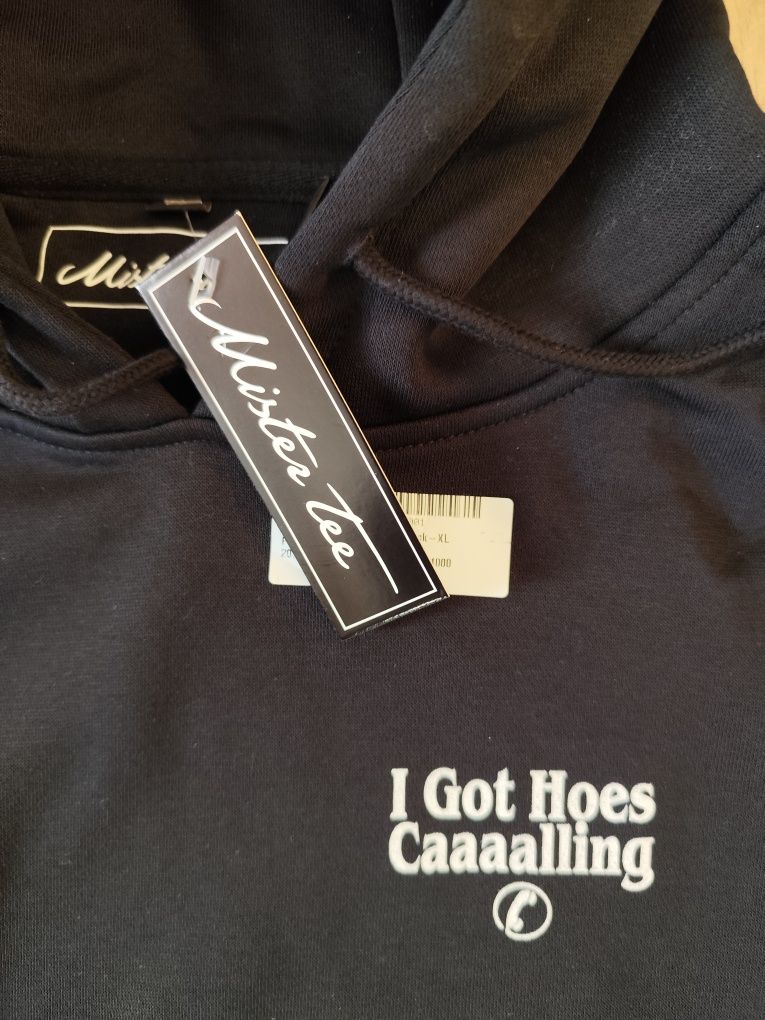 Mister tee
I Got Hoes
Caaaalling